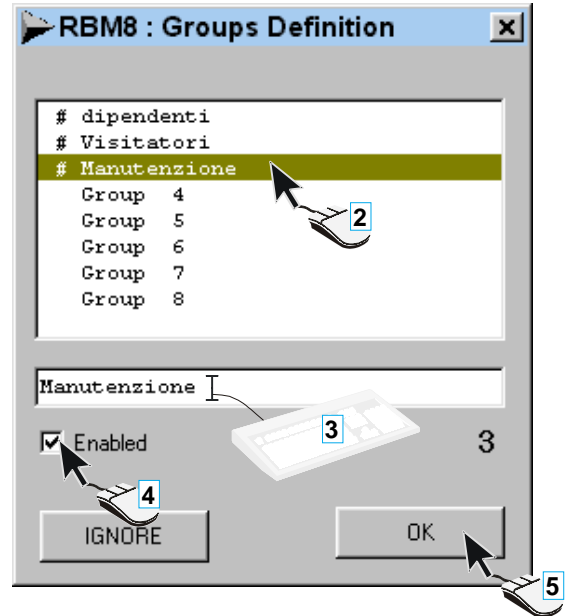 RBM8 : Groups Definition
# dipendenti
# Visitatori
# Manutenzione
Group 4
2
Group 5
Group 6
Group 7
Group 8
Manutenzione
3
Enabled
3
4
IGNORE
OK
5